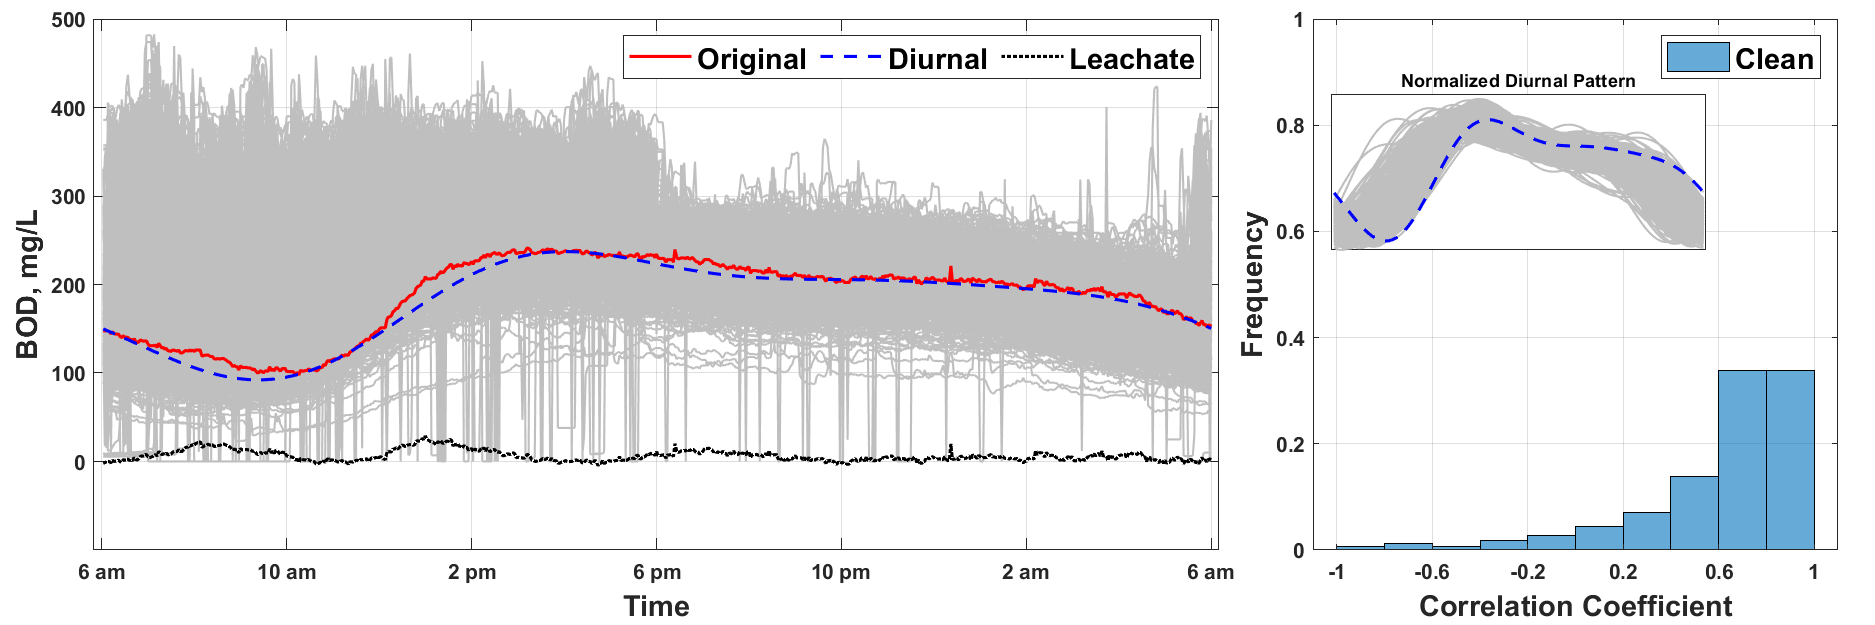 500
400
300
200
100
0
BOD, mg/L
Original Diurnal Leachate
6 am 10 am 2 pm 6 pm 10 pm 2 am 6 am
Time
1
0.8
0.6
0.4
0.2
0
Frequency
Clean
Normalized Diurnal Pattern
-1 -0.6 -0.2 0.2 0.6 1
Correlation Coefficient